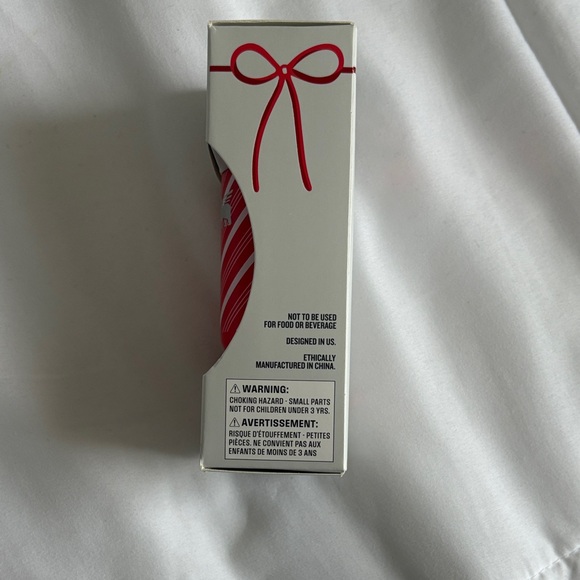 NOT TO BE USED
FOR FOOD OR BEVERAGE
DESIGNED IN US.
ETHICALLY
MANUFACTURED IN CHINA.
⚠ WARNING:
CHOKING HAZARD · SMALL PARTS
NOT FOR CHILDREN UNDER 3 YRS.
⚠ AVERTISSEMENT:
RISQUE D'ÉTOUFFEMENT · PETITES
PIÈCES. NE CONVIENT PAS AUX
ENFANTS DE MOINS DE 3 ANS